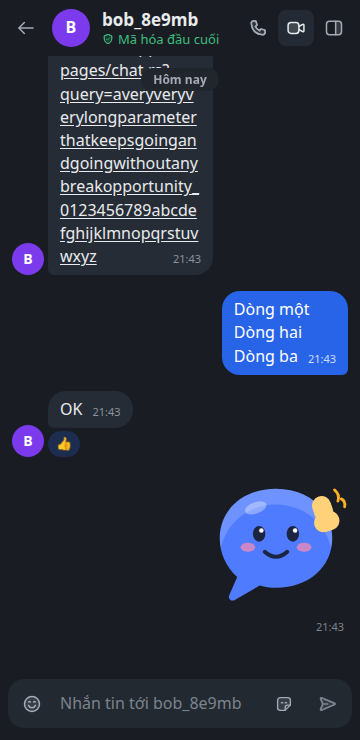 B
bob_8e9mb
Mã hóa đầu cuối
Hôm nay
pages/chat
query=averyveryv
erylongparameter
thatkeepsgoingan
dgoingwithoutany
breakopportunity_
0123456789abcde
fghijklmnopqrstuv
wxyz
21:43
B
Dòng một
Dòng hai
Dòng ba 21:43
OK 21:43
B
21:43
Nhắn tin tới bob_8e9mb